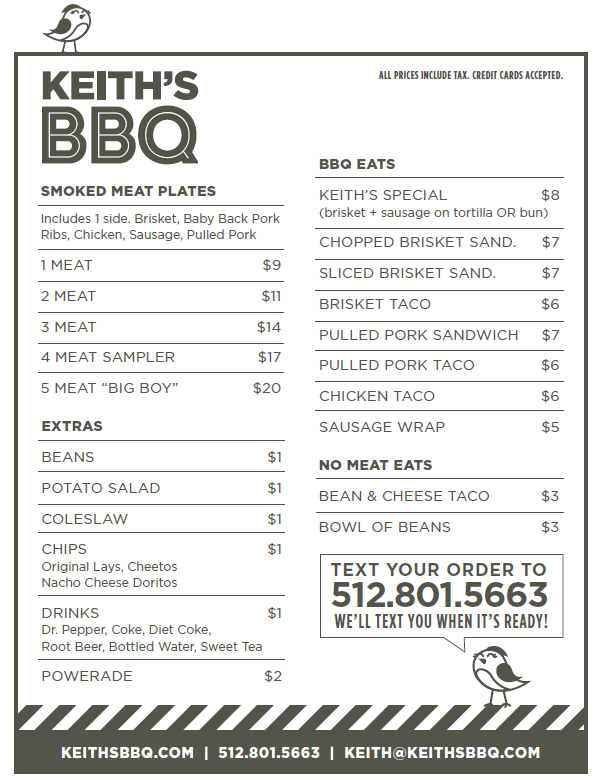 KEITH'S
BBQ
ALL PRICES INCLUDE TAX. CREDIT CARDS ACCEPTED.
SMOKED MEAT PLATES
Includes 1 side. Brisket, Baby Back Pork
Ribs, Chicken, Sausage, Pulled Pork
1 MEAT $9
2 MEAT $11
3 MEAT $14
4 MEAT SAMPLER $17
5 MEAT “BIG BOY” $20
EXTRAS
BEANS $1
POTATO SALAD $1
COLESLAW $1
CHIPS $1
Original Lays, Cheetos
Nacho Cheese Doritos
DRINKS $1
Dr. Pepper, Coke, Diet Coke,
Root Beer, Bottled Water, Sweet Tea
POWERADE $2
BBQ EATS
KEITH'S SPECIAL $8
(brisket + sausage on tortilla OR bun)
CHOPPED BRISKET SAND. $7
SLICED BRISKET SAND. $7
BRISKET TACO $6
PULLED PORK SANDWICH $7
PULLED PORK TACO $6
CHICKEN TACO $6
SAUSAGE WRAP $5
NO MEAT EATS
BEAN & CHEESE TACO $3
BOWL OF BEANS $3
TEXT YOUR ORDER TO
512.801.5663
WE'LL TEXT YOU WHEN IT'S READY!
KEITHSBBQ.COM | 512.801.5663 | KEITH@KEITHSBBQ.COM